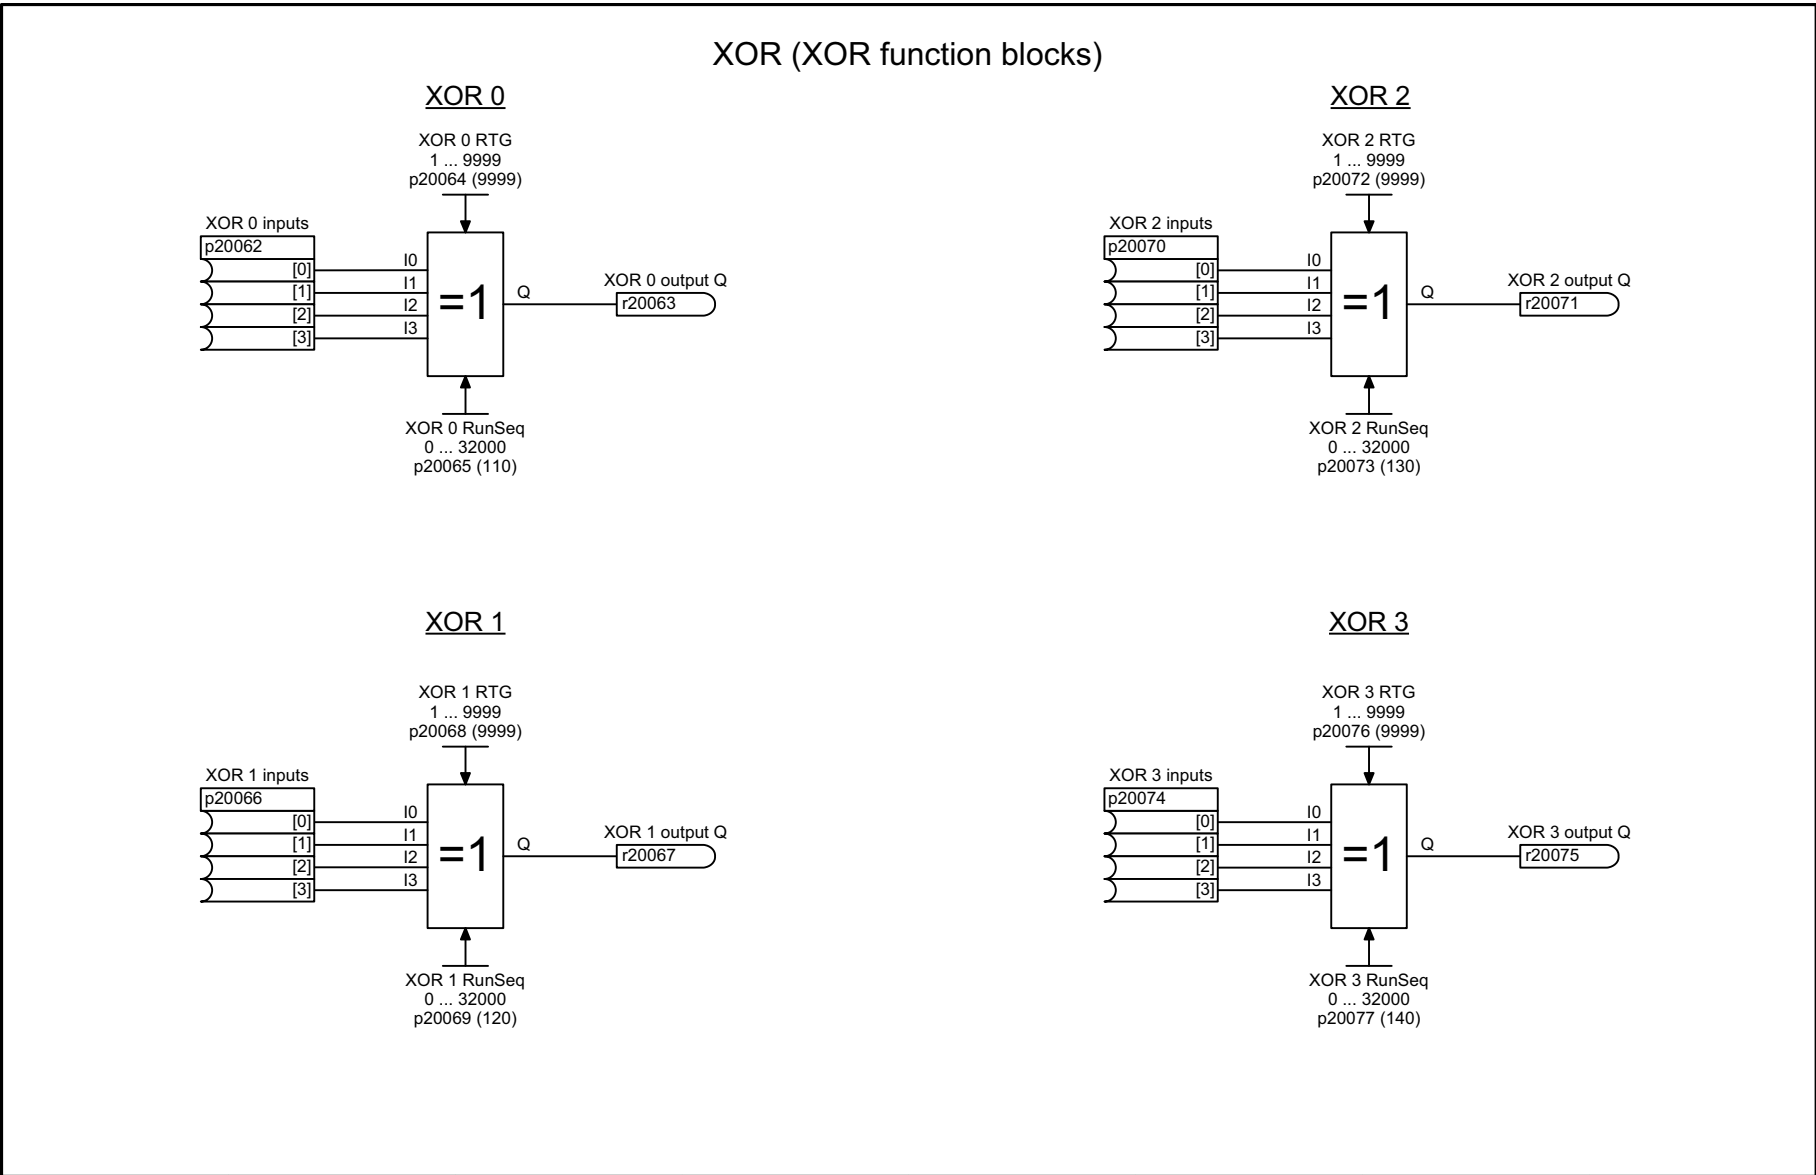 XOR (XOR function blocks)
XOR 0
XOR 0 RTG
1 ... 9999
p20064 (9999)
XOR 0 inputs
p20062
[0]
[1]
[2]
[3]
I0
I1
I2
I3
=1
Q
XOR 0 output Q
r20063
XOR 0 RunSeq
0 ... 32000
p20065 (110)
XOR 2
XOR 2 RTG
1 ... 9999
p20072 (9999)
XOR 2 inputs
p20070
[0]
[1]
[2]
[3]
I0
I1
I2
I3
=1
Q
XOR 2 output Q
r20071
XOR 2 RunSeq
0 ... 32000
p20073 (130)
XOR 1
XOR 1 RTG
1 ... 9999
p20068 (9999)
XOR 1 inputs
p20066
[0]
[1]
[2]
[3]
I0
I1
I2
I3
=1
Q
XOR 1 output Q
r20067
XOR 1 RunSeq
0 ... 32000
p20069 (120)
XOR 3
XOR 3 RTG
1 ... 9999
p20076 (9999)
XOR 3 inputs
p20074
[0]
[1]
[2]
[3]
I0
I1
I2
I3
=1
Q
XOR 3 output Q
r20075
XOR 3 RunSeq
0 ... 32000
p20077 (140)